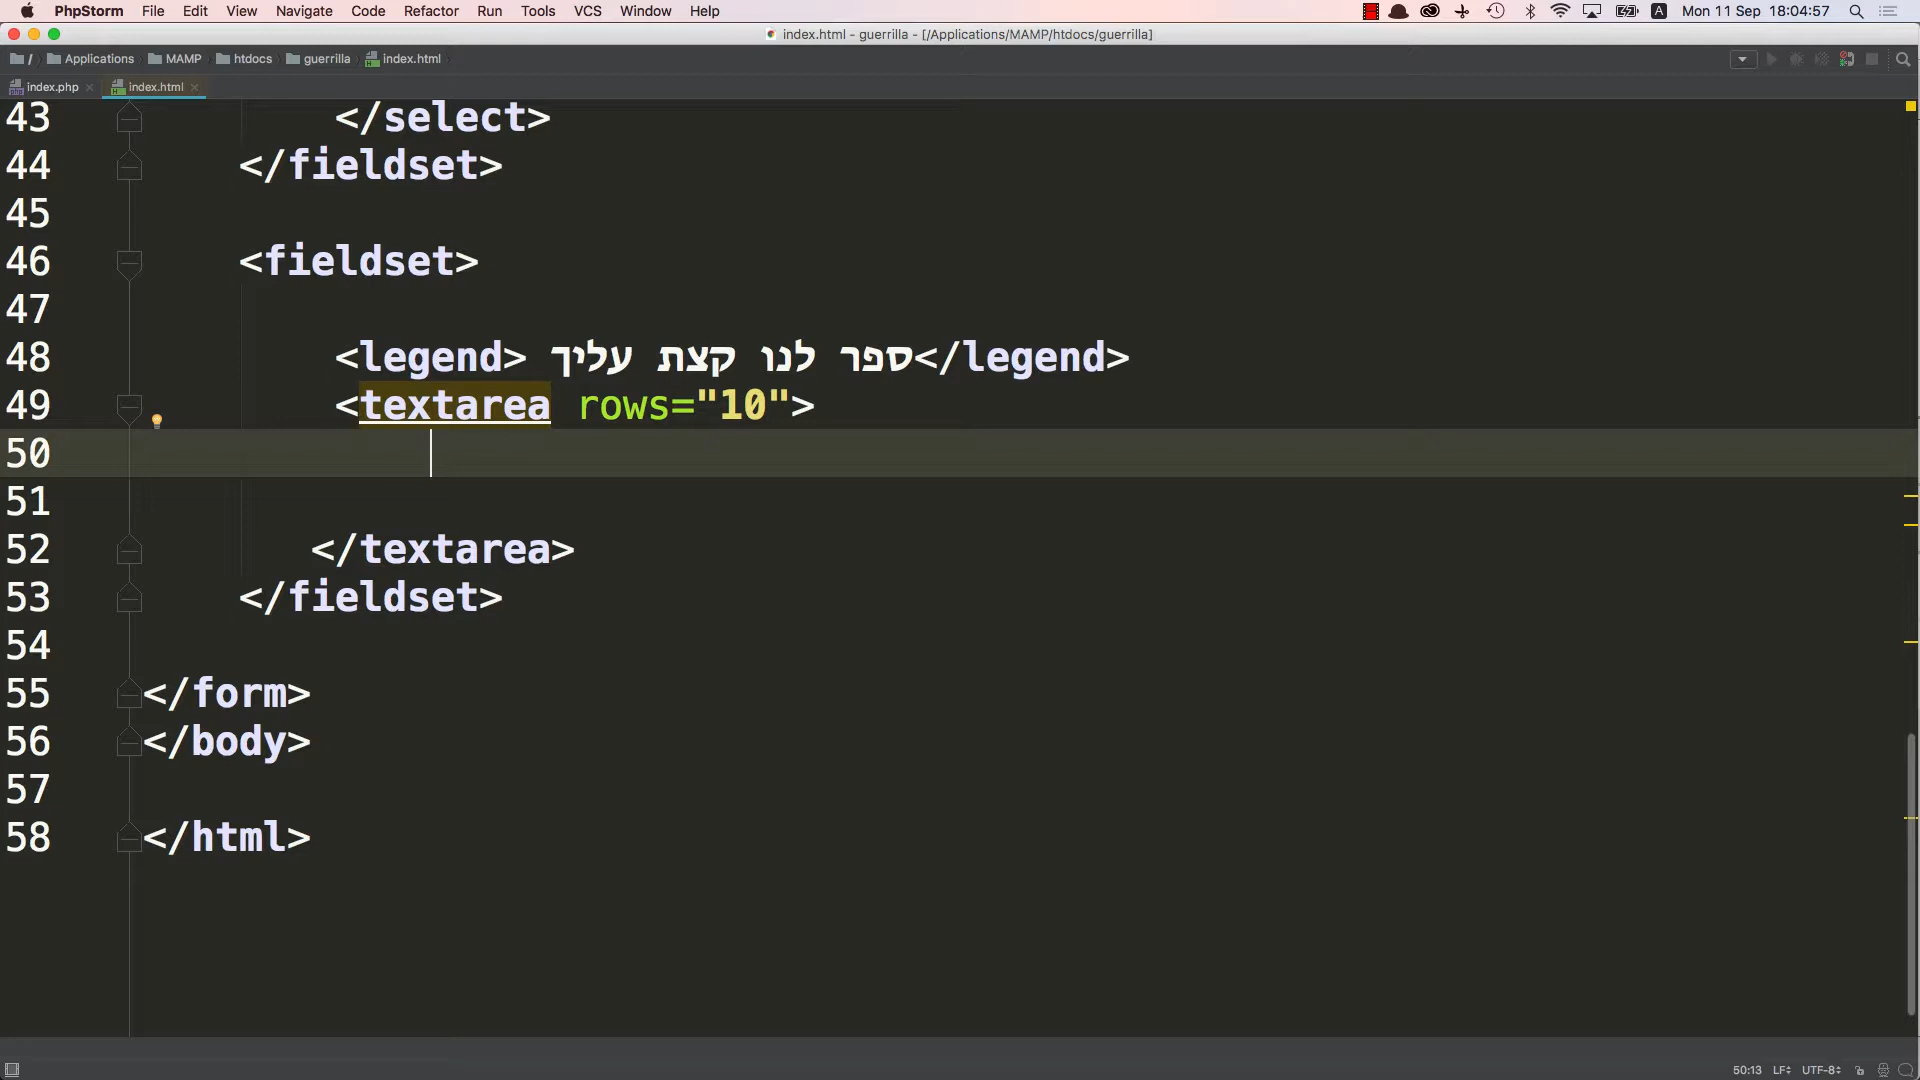 PhpStorm File Edit View Navigate Code Refactor Run Tools VCS Window Help A Mon 11 Sep 18:04:57
index.html - guerrilla - [/Applications/MAMP/htdocs/guerrilla]
/ Applications MAMP htdocs guerrilla index.html
index.php index.html
43 </select>
44 </fieldset>
45
46 <fieldset>
47
48 <legend> ספר לנו קצת עליך</legend>
49 <textarea rows="10">
50
51
52 </textarea>
53 </fieldset>
54
55 </form>
56 </body>
57
58 </html>
50:13 LF UTF-8